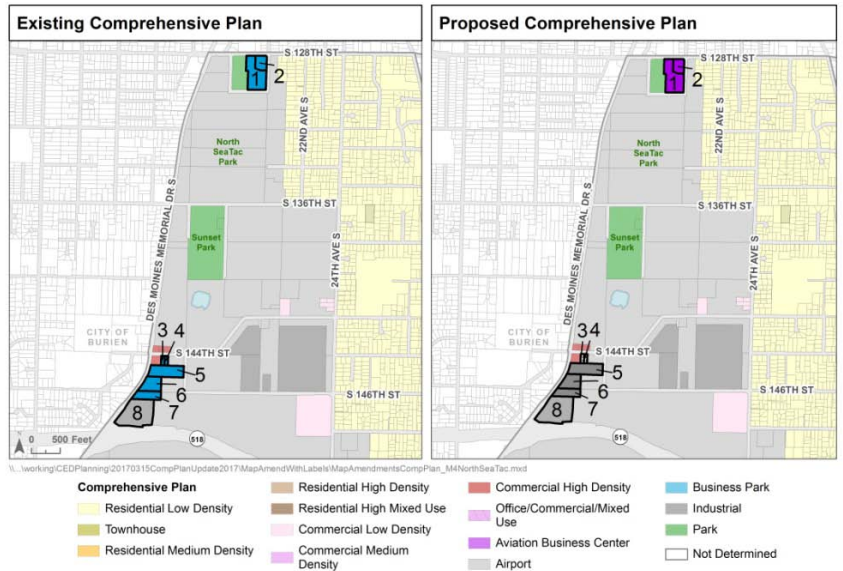 Existing Comprehensive Plan
S 128TH ST
1
2
22ND AVE S
North
SeaTac
Park
DES MOINES MEMORIAL DR S
S 136TH ST
Sunset
Park
24TH AVE S
CITY OF
BURIEN
3 4
S 144TH ST
5
6
S 146TH ST
7
8
518
0 500 Feet
Proposed Comprehensive Plan
S 128TH ST
1
2
22ND AVE S
North
SeaTac
Park
DES MOINES MEMORIAL DR S
S 136TH ST
Sunset
Park
24TH AVE S
CITY OF
BURIEN
3 4
S 144TH ST
5
6
S 146TH ST
7
8
518
\\...working\CEDPlanning\20170315CompPlanUpdate2017\MapAmendWithLabels\MapAmendmentsCompPlan_M4NorthSeaTac.mxd
Comprehensive Plan
Residential Low Density
Townhouse
Residential Medium Density
Residential High Density
Residential High Mixed Use
Commercial Low Density
Commercial Medium
Density
Commercial High Density
Office/Commercial/Mixed
Use
Aviation Business Center
Airport
Business Park
Industrial
Park
Not Determined